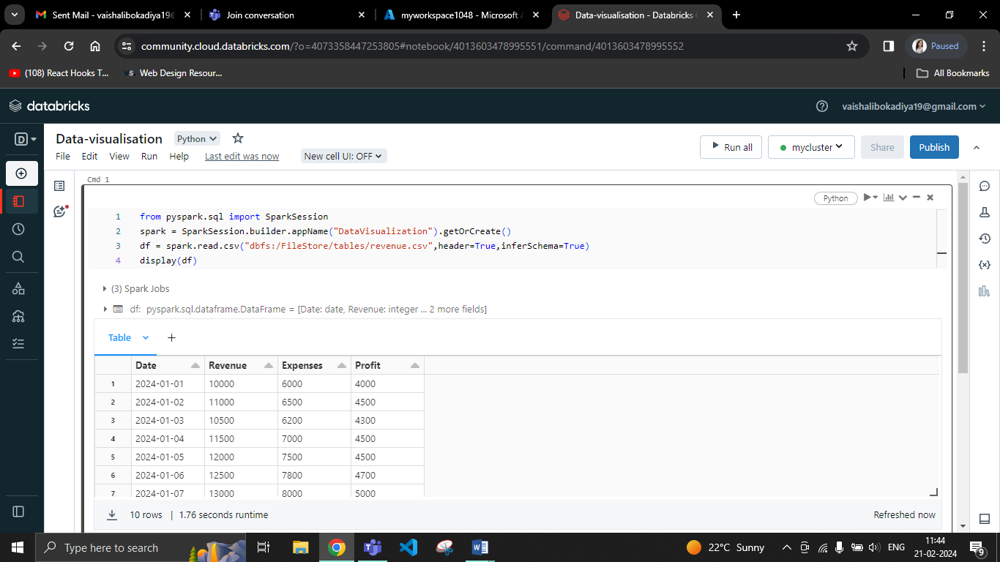 Sent Mail - vaishalibokadiya19@
Join conversation
myworkspace1048 - Microsoft A
Data-visualisation - Databricks C
community.cloud.databricks.com/?o=4073358447253805#notebook/4013603478995551/command/4013603478995552
Paused
(108) React Hooks T...
VS Web Design Resour...
All Bookmarks
databricks
vaishalibokadiya19@gmail.com
D
Data-visualisation
Python
File Edit View Run Help Last edit was now New cell UI: OFF
Run all
mycluster
Share
Publish
Cmd 1
Python
1 from pyspark.sql import SparkSession
2 spark = SparkSession.builder.appName("DataVisualization").getOrCreate()
3 df = spark.read.csv("dbfs:/FileStore/tables/revenue.csv",header=True,inferSchema=True)
4 display(df)
(3) Spark Jobs
df: pyspark.sql.dataframe.DataFrame = [Date: date, Revenue: integer ... 2 more fields]
Table
Date Revenue Expenses Profit
1 2024-01-01 10000 6000 4000
2 2024-01-02 11000 6500 4500
3 2024-01-03 10500 6200 4300
4 2024-01-04 11500 7000 4500
5 2024-01-05 12000 7500 4500
6 2024-01-06 12500 7800 4700
7 2024-01-07 13000 8000 5000
10 rows | 1.76 seconds runtime
Refreshed now
Type here to search
22°C Sunny
ENG
11:44
21-02-2024
9